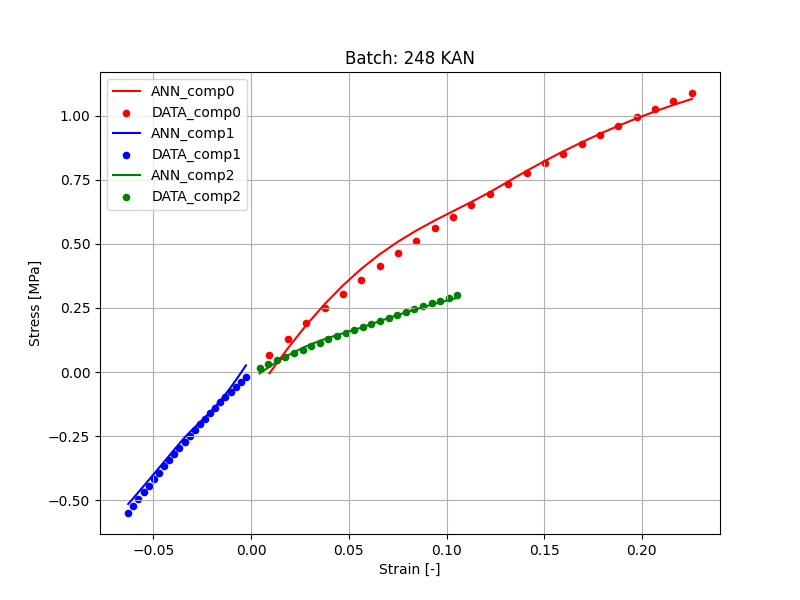 Batch: 248 KAN
ANN_comp0
DATA_comp0
ANN_comp1
DATA_comp1
ANN_comp2
DATA_comp2
Stress [MPa]
1.00
0.75
0.50
0.25
0.00
−0.25
−0.50
−0.05
0.00
0.05
0.10
0.15
0.20
Strain [-]